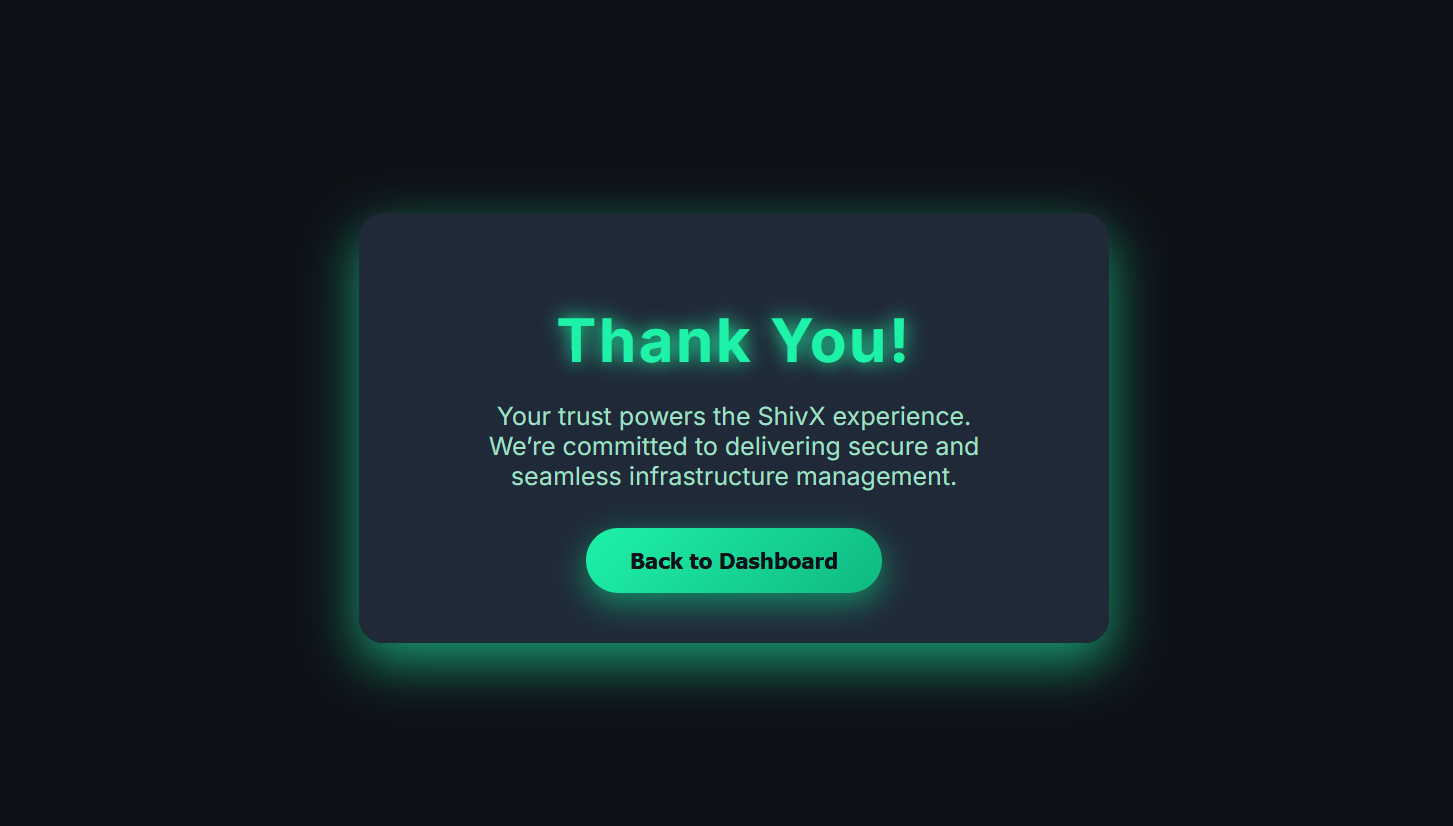 Thank You!
Your trust powers the ShivX experience.
We’re committed to delivering secure and
seamless infrastructure management.
Back to Dashboard